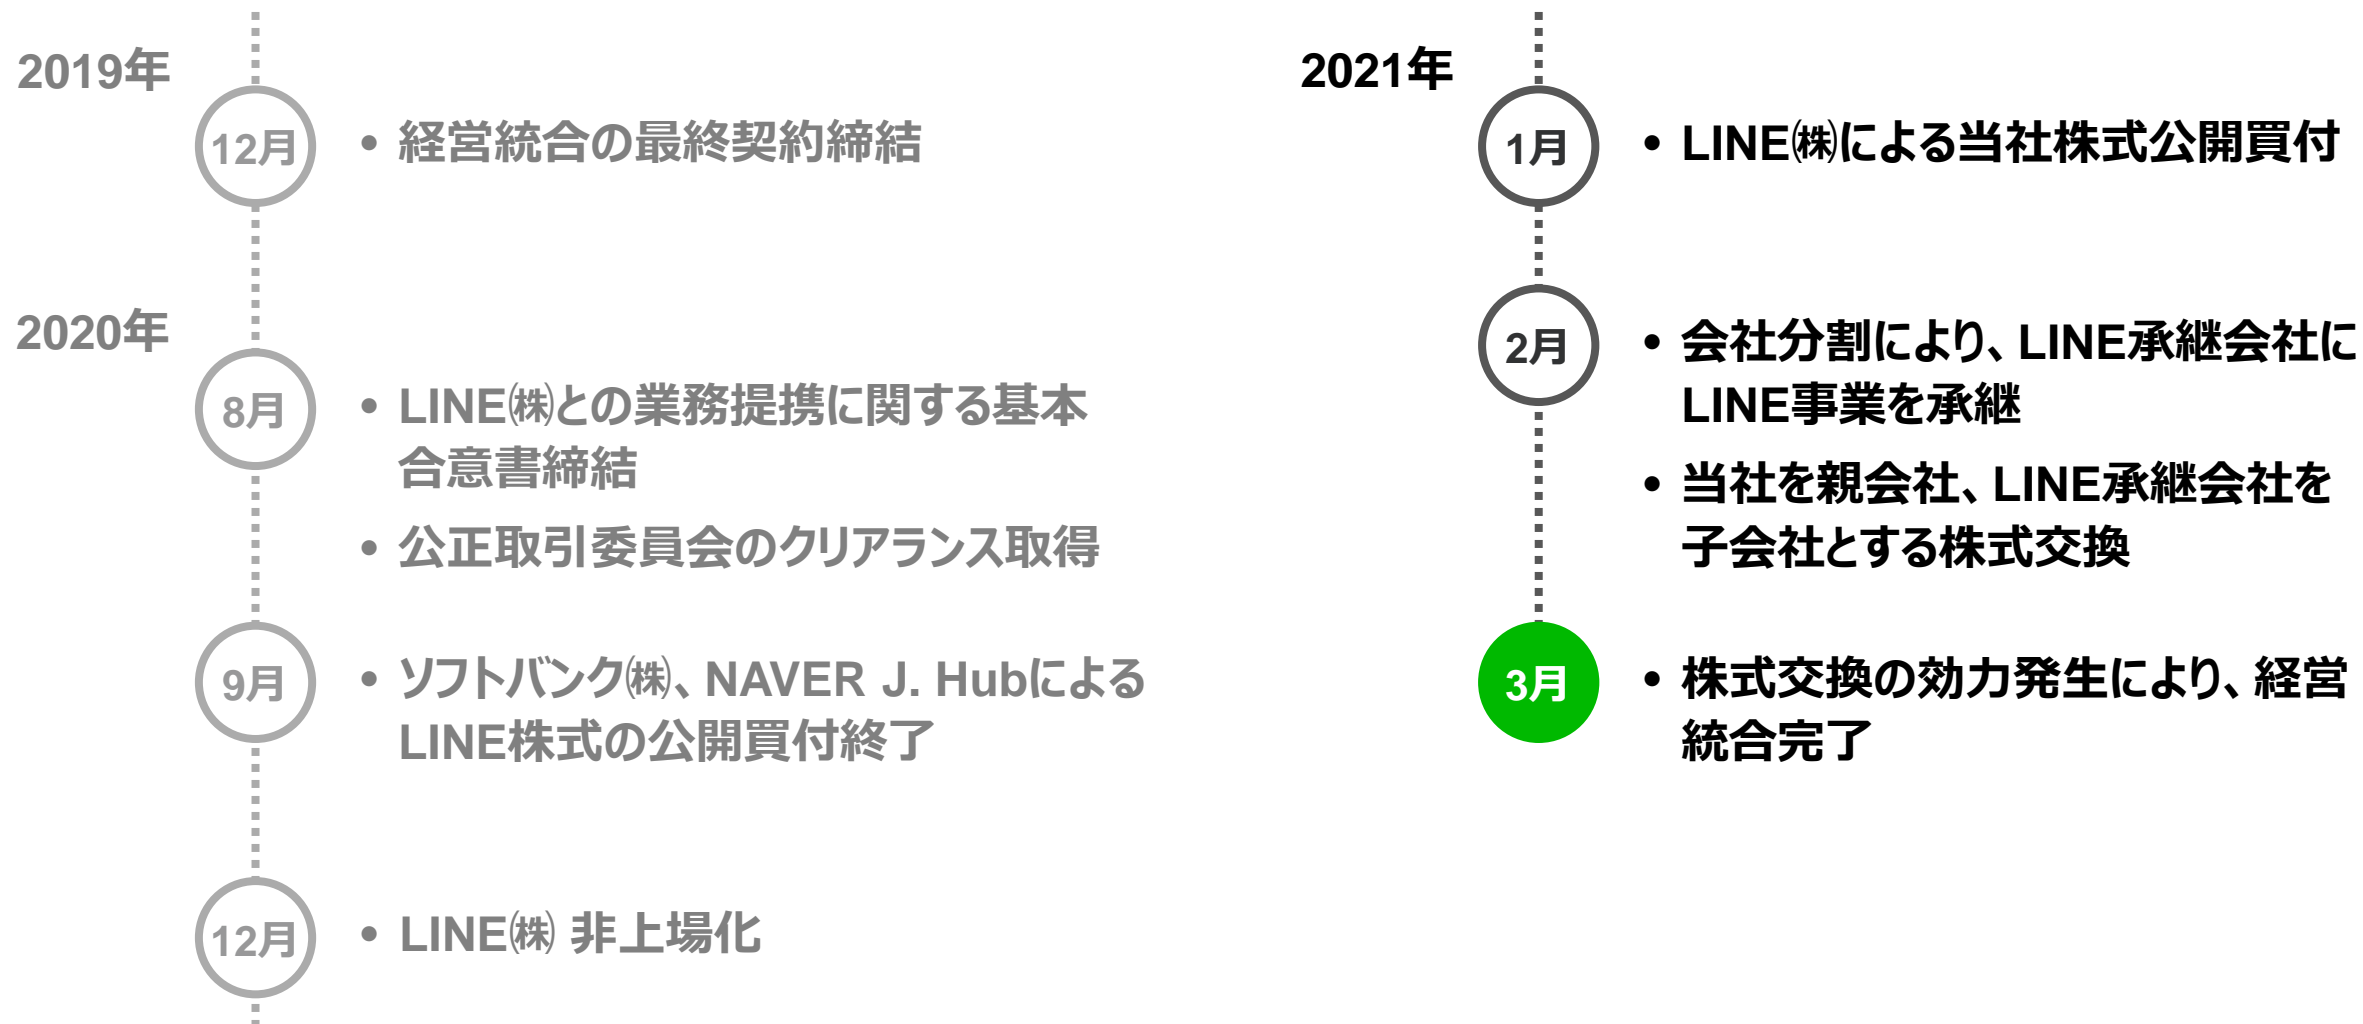 2019年
12月
• 経営統合の最終契約締結
2020年
8月
• LINE㈱との業務提携に関する基本
合意書締結
• 公正取引委員会のクリアランス取得
9月
• ソフトバンク㈱、NAVER J. Hubによる
LINE株式の公開買付終了
12月
• LINE㈱ 非上場化
2021年
1月
• LINE㈱による当社株式公開買付
2月
• 会社分割により、LINE承継会社に
LINE事業を承継
• 当社を親会社、LINE承継会社を
子会社とする株式交換
3月
• 株式交換の効力発生により、経営
統合完了